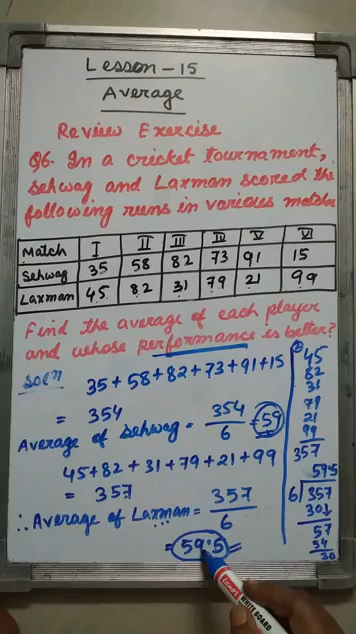 Lesson - 15
Average
Review Exercise
Q6. In a cricket tournament,
Sehwag and Laxman scored the
following runs in various matches
Match I II III IV V VI
Sehwag 35 58 82 73 91 15
Laxman 45 82 31 79 21 99
Find the average of each player
and whose performance is better?
Soln
35+58+82+73+91+15
= 354
Average of Sehwag = 354/6 = 59
45+82+31+79+21+99
= 357
∴ Average of Laxman = 357/6
= 59.5
45
82
31
79
21
99
357
59.5
6)357
30↓
57
54
30
WHITE BOARD